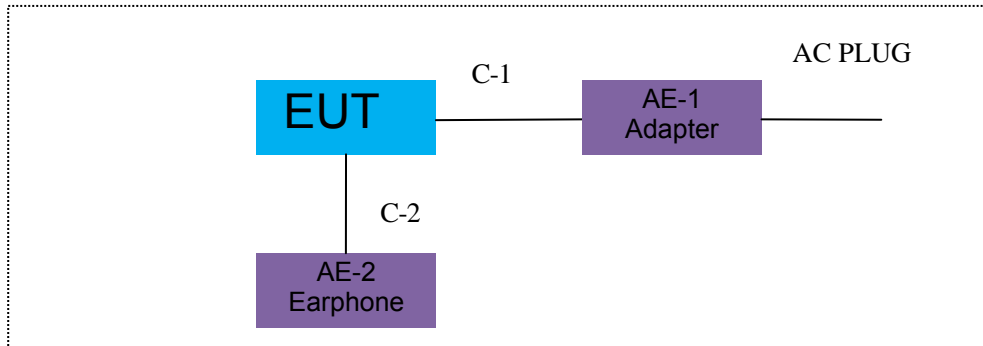 AC PLUG
C-1
EUT
AE-1
Adapter
C-2
AE-2
Earphone